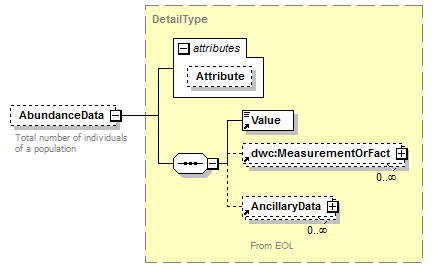 DetailType
attributes
Attribute
AbundanceData
Total number of individuals
of a population
Value
dwc:MeasurementOrFact
0..∞
AncillaryData
0..∞
From EOL